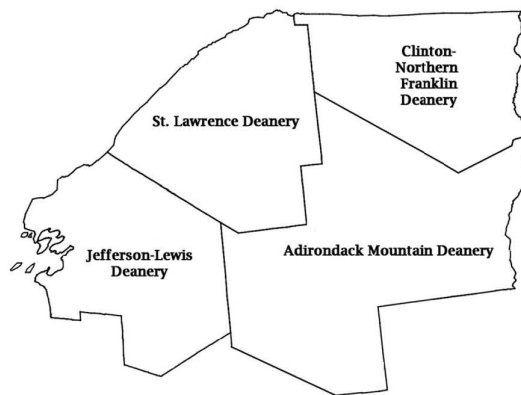 Clinton-
Northern
Franklin
Deanery
St. Lawrence Deanery
Jefferson-Lewis
Deanery
Adirondack Mountain Deanery